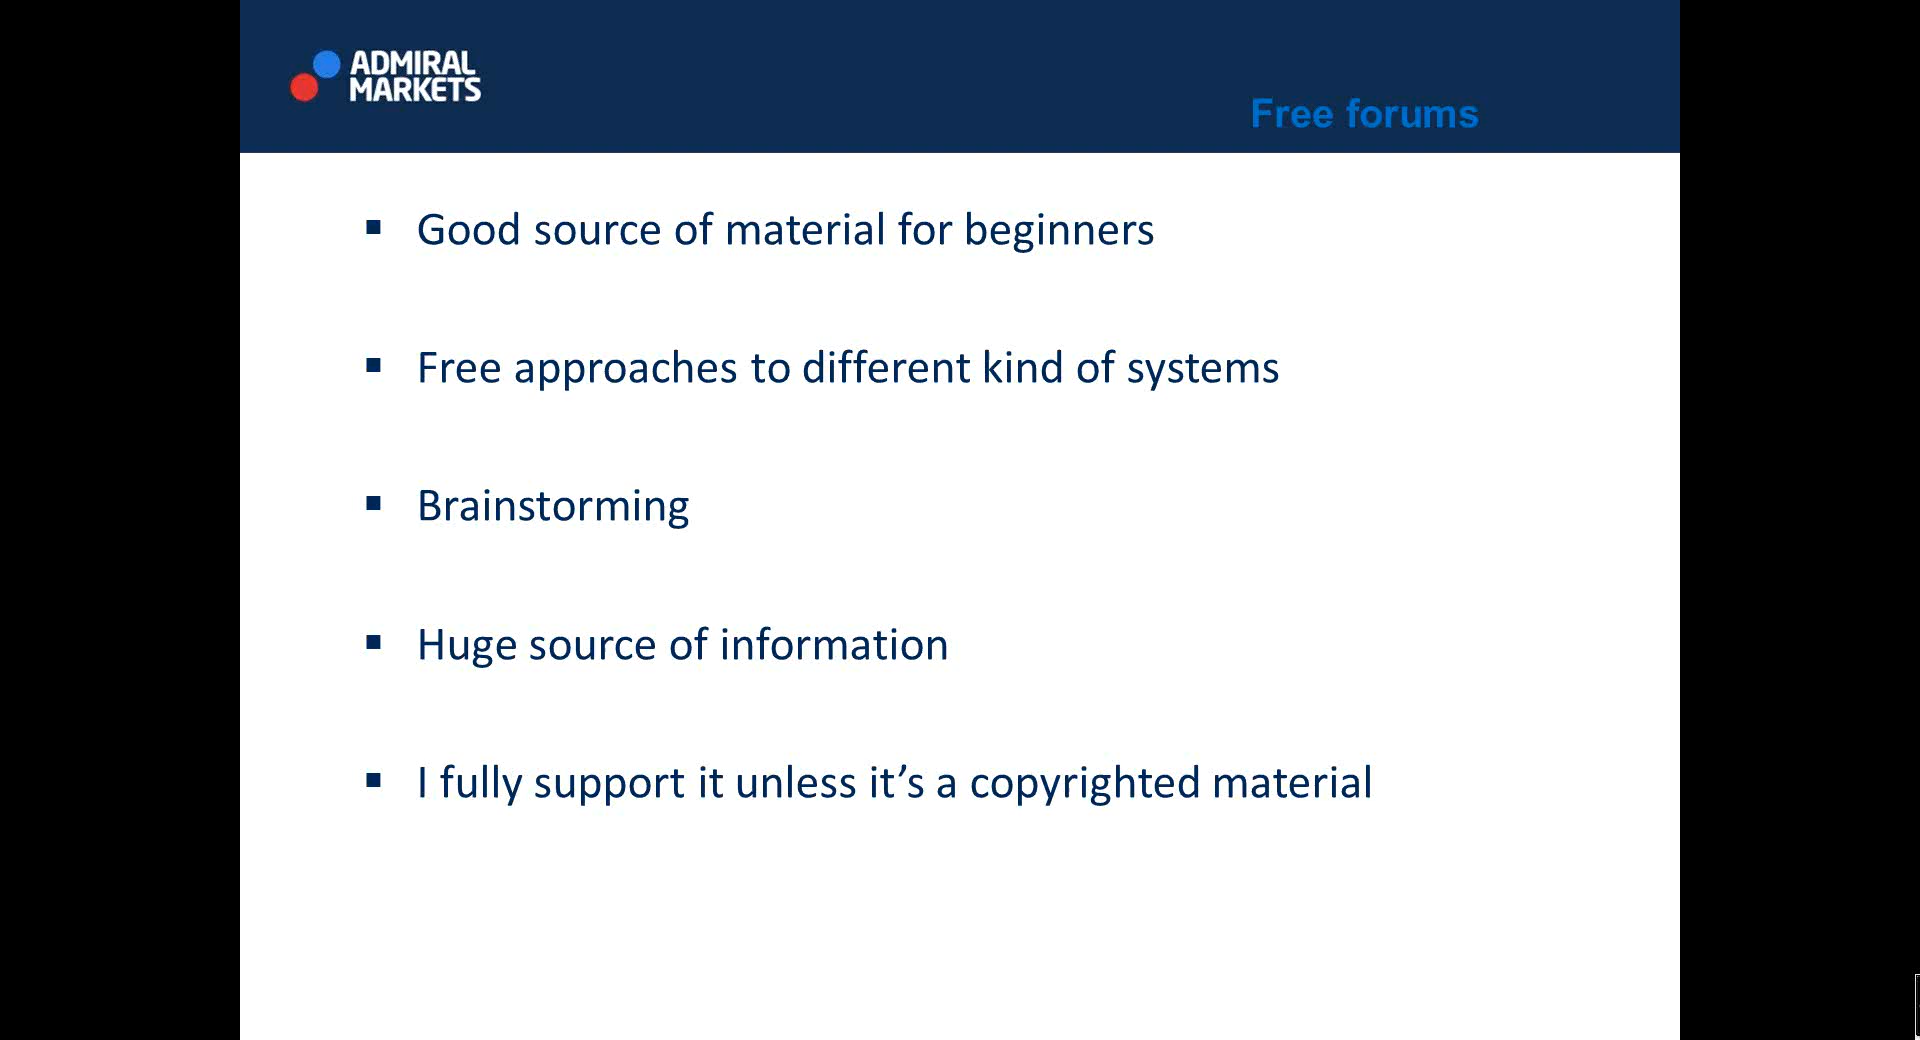 ADMIRAL
MARKETS
Free forums
Good source of material for beginners
Free approaches to different kind of systems
Brainstorming
Huge source of information
I fully support it unless it’s a copyrighted material